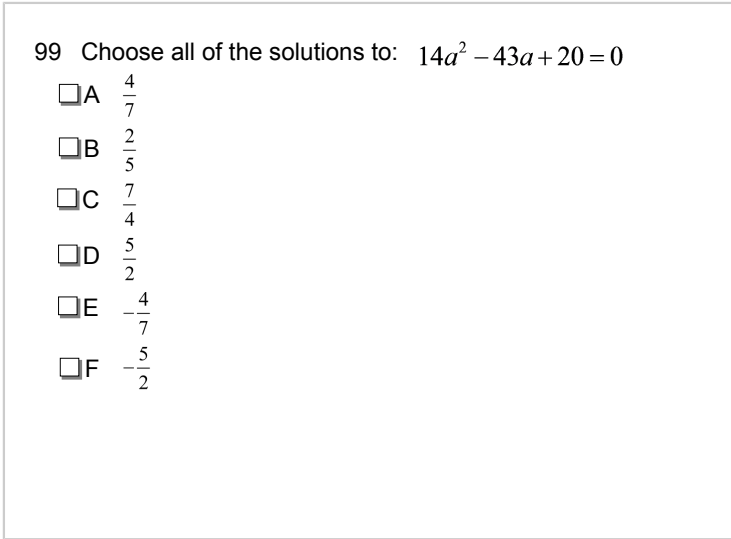 99 Choose all of the solutions to: 14a² – 43a + 20 = 0
A 4/7
B 2/5
C 7/4
D 5/2
E –4/7
F –5/2